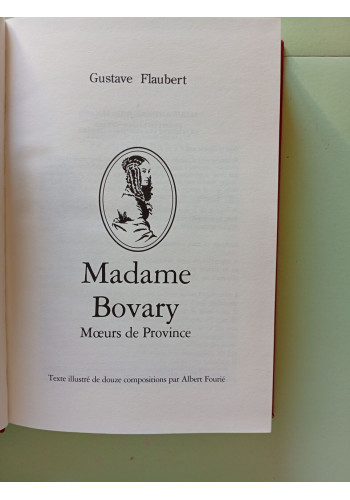 Gustave Flaubert
Madame
Bovary
Mœurs de Province
Texte illustré de douze compositions par Albert Fourié